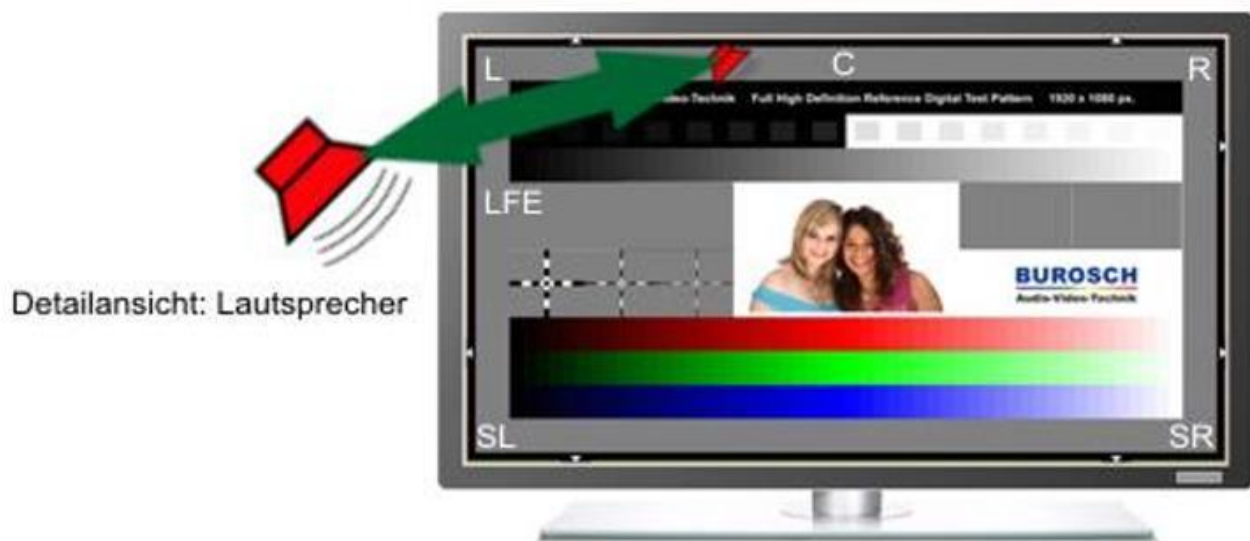 L C R
Video-Technik Full High Definition Reference Digital Test Pattern 1920 x 1080 px.
LFE
BUROSCH
Audio-Video-Technik
Detailansicht: Lautsprecher
SL SR